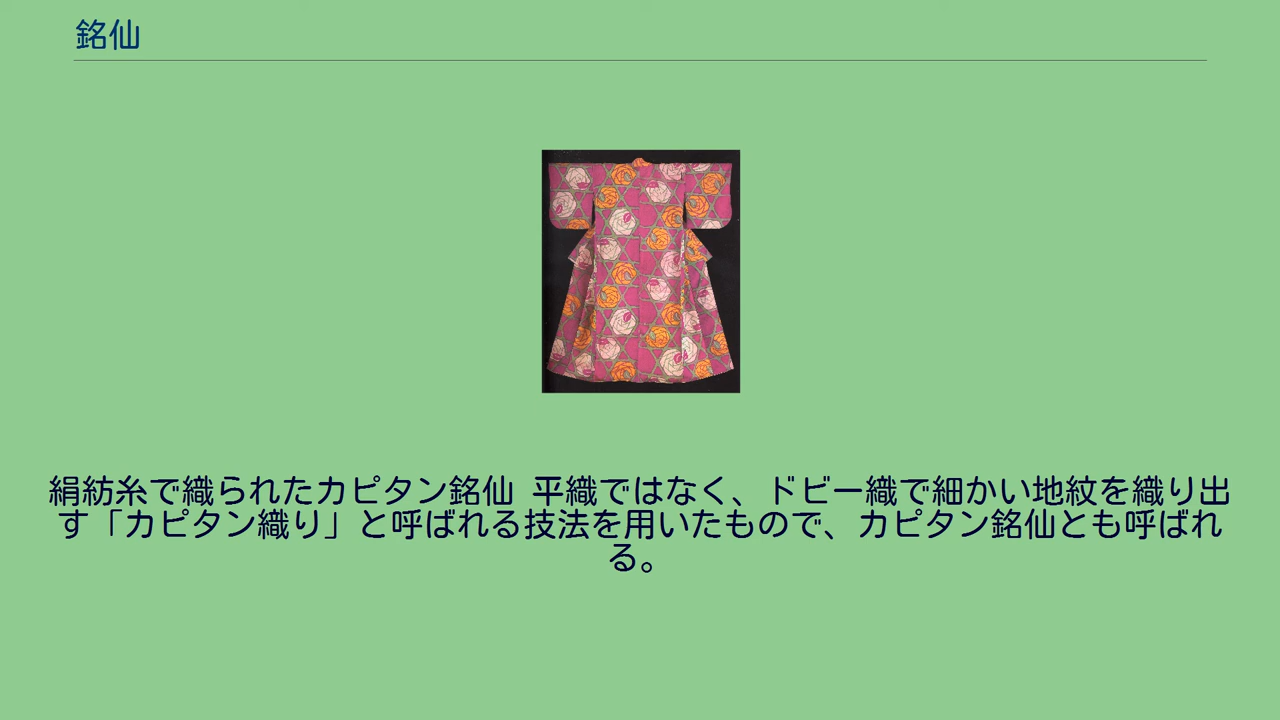 銘仙
絹紡糸で織られたカピタン銘仙 平織ではなく、ドビー織で細かい地紋を織り出
す「カピタン織り」と呼ばれる技法を用いたもので、カピタン銘仙とも呼ばれ
る。